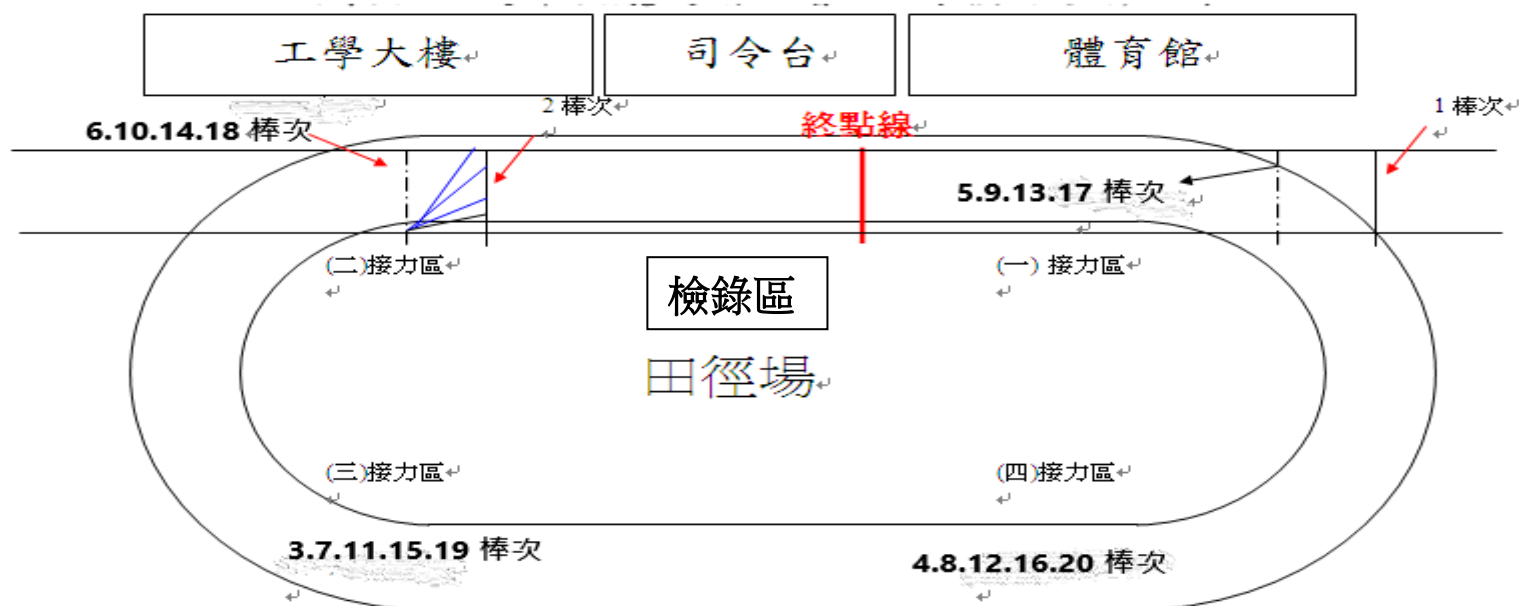 工學大樓
司令台
體育館
2 棒次
1 棒次
6.10.14.18 棒次
終點線
5.9.13.17 棒次
(二)接力區
(一) 接力區
檢錄區
田徑場
(三)接力區
(四)接力區
3.7.11.15.19 棒次
4.8.12.16.20 棒次